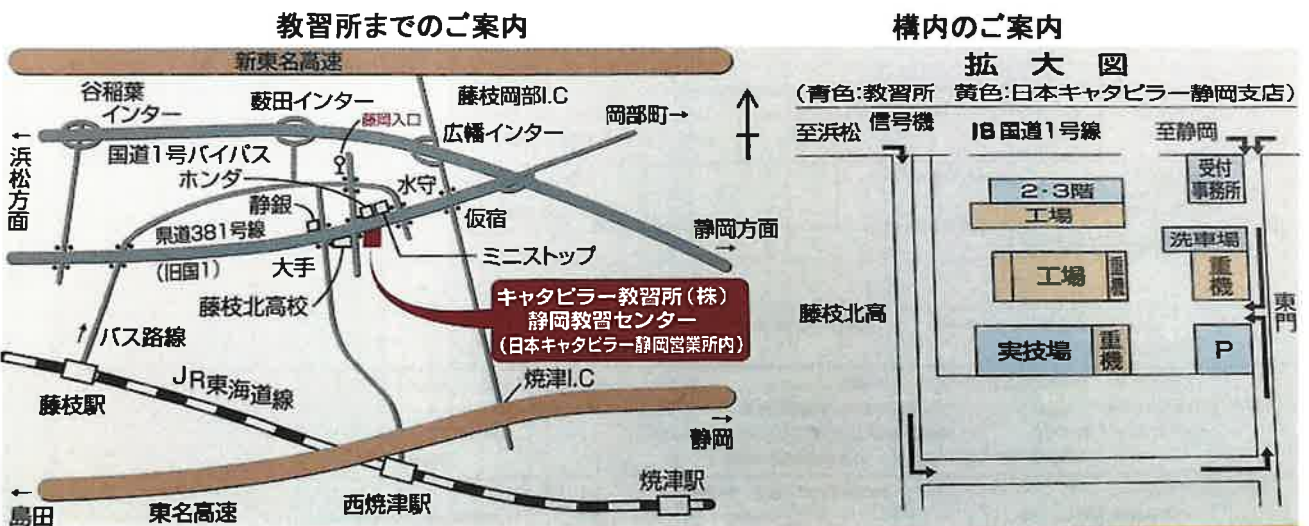 教習所までのご案内
新東名高速
谷稲葉
インター
薮田インター
藤枝岡部I.C
藤岡入口
広幡インター
岡部町→
←浜松方面
国道1号バイパス
ホンダ
水守
静銀
仮宿
県道381号線
(旧国1)
大手
ミニストップ
静岡方面
→
藤枝北高校
キャタピラー教習所(株)
静岡教習センター
(日本キャタピラー静岡営業所内)
バス路線
JR東海道線
藤枝駅
焼津I.C
→
静岡
西焼津駅
焼津駅
←
島田
東名高速
構内のご案内
拡大図
(青色:教習所 黄色:日本キャタピラー静岡支店)
至浜松
信号機
旧国道1号線
至静岡
受付
事務所
2・3階
工場
洗車場
工場
重機
重機
東門
藤枝北高
実技場
重機
P